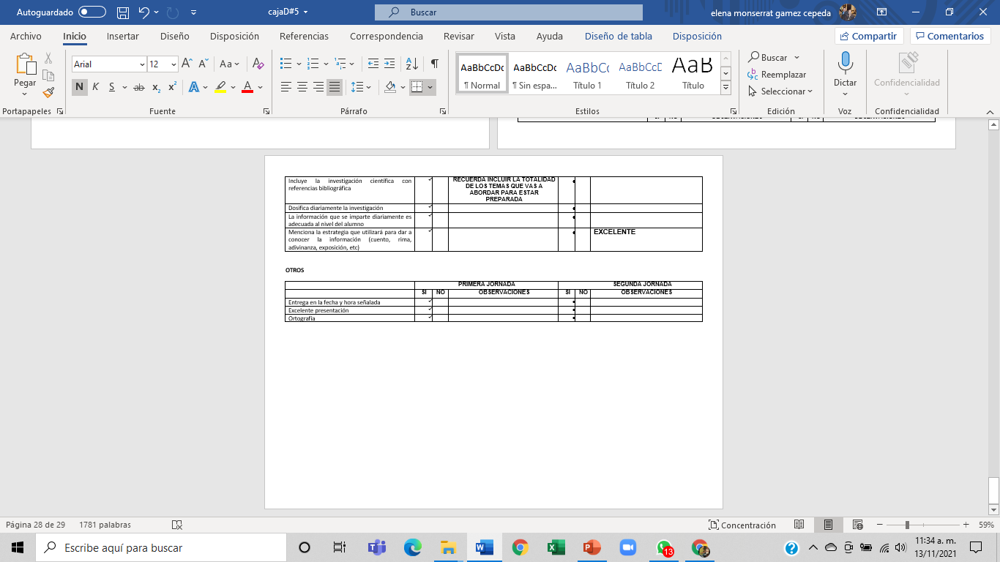 Autoguardado
cajaD#5
Buscar
elena monserrat gamez cepeda
Archivo Inicio Insertar Diseño Disposición Referencias Correspondencia Revisar Vista Ayuda Diseño de tabla Disposición
Compartir
Comentarios
Pegar
Portapapeles
Arial
12
Aa
N K S ab x₂ x² A A
Fuente
Párrafo
AaBbCcDc AaBbCcDc AaBbCc AaBbCcD AaB
¶ Normal ¶ Sin espa... Título 1 Título 2 Título
Estilos
Buscar
Reemplazar
Seleccionar
Edición
Dictar
Voz
Confidencialidad
Confidencialidad
Incluye la investigación científica con
referencias bibliográfica
RECUERDA INCLUIR LA TOTALIDAD
DE LOS TEMAS QUE VAS A
ABORDAR PARA ESTAR
PREPARADA
Dosifica diariamente la investigación
La información que se imparte diariamente es
adecuada al nivel del alumno
Menciona la estrategia que utilizará para dar a
conocer la información (cuento, rima,
adivinanza, exposición, etc)
EXCELENTE
OTROS
PRIMERA JORNADA SEGUNDA JORNADA
SI NO OBSERVACIONES SI NO OBSERVACIONES
Entrega en la fecha y hora señalada
Excelente presentación
Ortografía
Página 28 de 29 1781 palabras
Concentración
59%
Escribe aquí para buscar
13
11:34 a. m.
13/11/2021